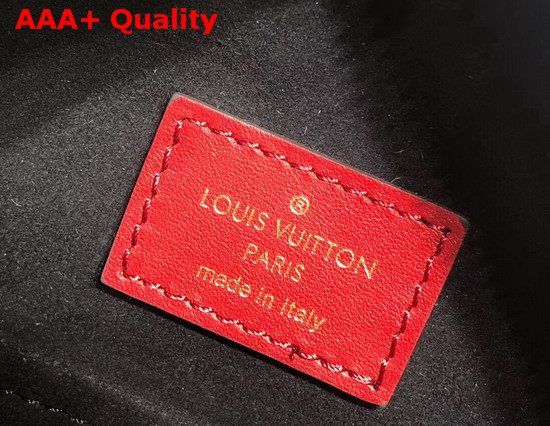 AAA+ Quality
®
LOUIS VUITTON
PARIS
made in italy